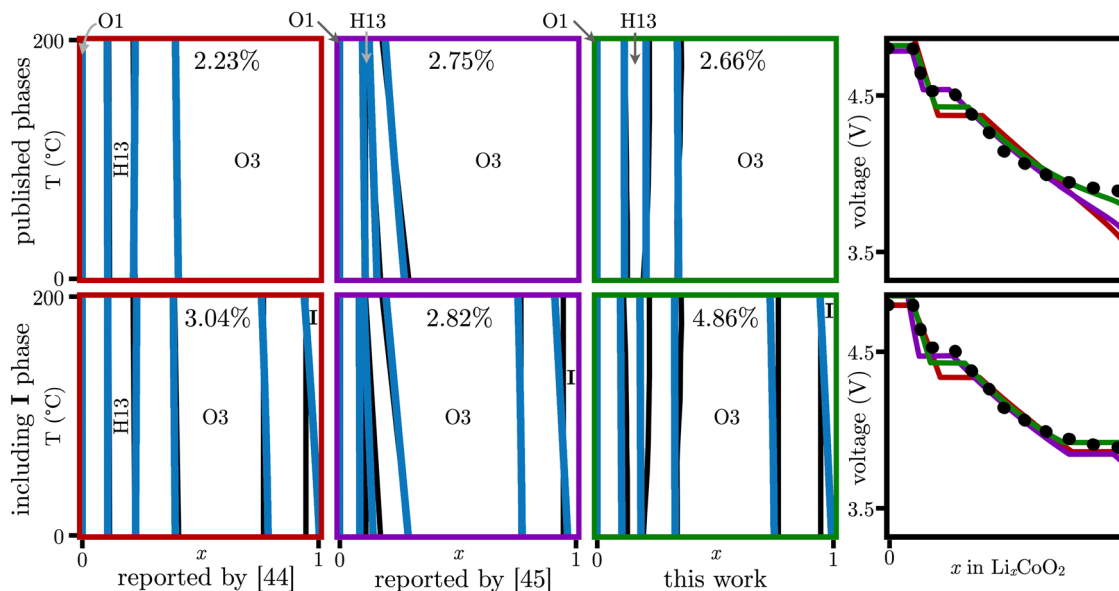 O1
O1 H13
O1 H13
200
2.23%
2.75%
2.66%
4.5
3.5
published phases
T (°C)
H13
O3
O3
O3
voltage (V)
0
200
3.04%
2.82%
4.86%
I
I
I
4.5
3.5
including I phase
T (°C)
H13
O3
O3
O3
voltage (V)
0
0 x 1
0 x 1
0 x 1
0
reported by [44]
reported by [45]
this work
x in LixCoO2